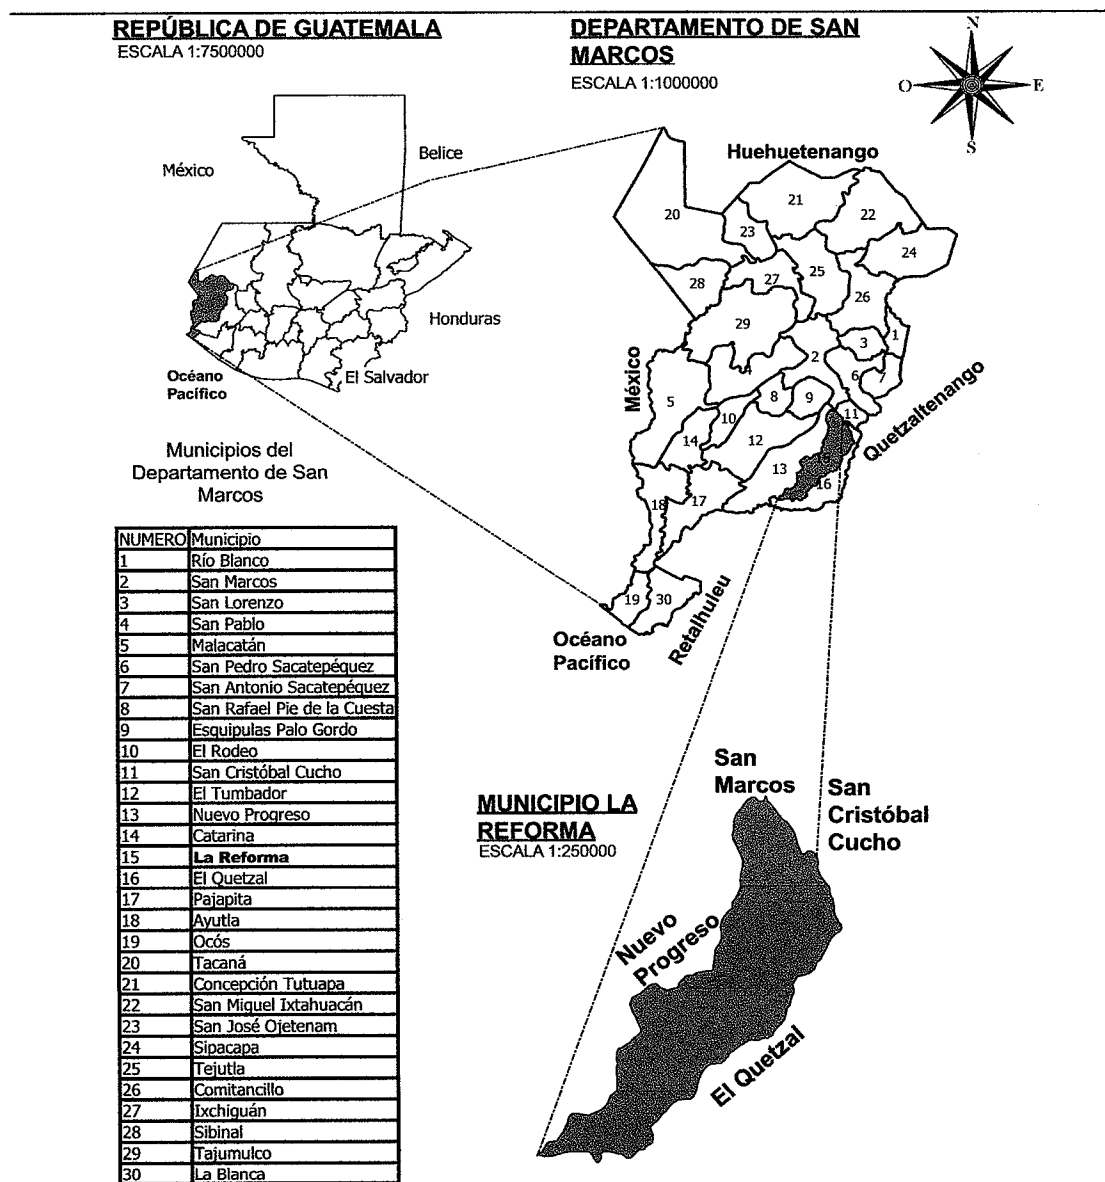 REPÚBLICA DE GUATEMALA
ESCALA 1:7500000
DEPARTAMENTO DE SAN
MARCOS
ESCALA 1:1000000
N
O
E
S
México
Belice
Honduras
El Salvador
Océano
Pacífico
Huehuetenango
21
22
20
23
24
25
27
28
26
29
1
3
2
4
6
7
5
8
9
10
11
14
12
13
16
17
18
19
30
México
Quetzaltenango
Retalhuleu
Océano
Pacífico
Municipios del
Departamento de San
Marcos
NUMERO Municipio
1 Río Blanco
2 San Marcos
3 San Lorenzo
4 San Pablo
5 Malacatán
6 San Pedro Sacatepéquez
7 San Antonio Sacatepéquez
8 San Rafael Pie de la Cuesta
9 Esquipulas Palo Gordo
10 El Rodeo
11 San Cristóbal Cucho
12 El Tumbador
13 Nuevo Progreso
14 Catarina
15 La Reforma
16 El Quetzal
17 Pajapita
18 Ayutla
19 Ocós
20 Tacaná
21 Concepción Tutuapa
22 San Miguel Ixtahuacán
23 San José Ojetenam
24 Sipacapa
25 Tejutla
26 Comitancillo
27 Ixchiguán
28 Sibinal
29 Tajumulco
30 La Blanca
MUNICIPIO LA
REFORMA
ESCALA 1:250000
San
Marcos
San
Cristóbal
Cucho
Nuevo
Progreso
El Quetzal